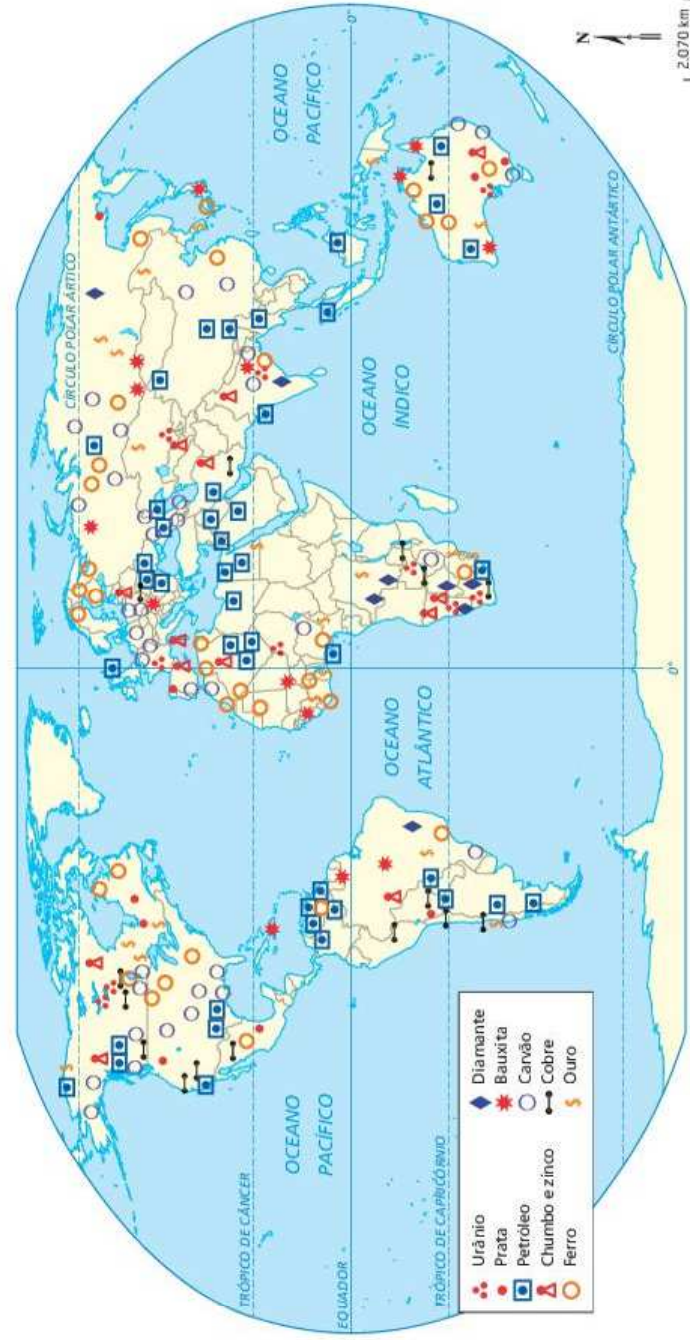 CÍRCULO POLAR ÁRTICO
OCEANO
PACÍFICO
TRÓPICO DE CÂNCER
OCEANO
PACÍFICO
EQUADOR
0°
OCEANO
ATLÂNTICO
OCEANO
ÍNDICO
TRÓPICO DE CAPRICÓRNIO
CÍRCULO POLAR ANTÁRTICO
0°
Urânio
Prata
Petróleo
Chumbo e zinco
Ferro
Diamante
Bauxita
Carvão
Cobre
Ouro
N
2.070 km